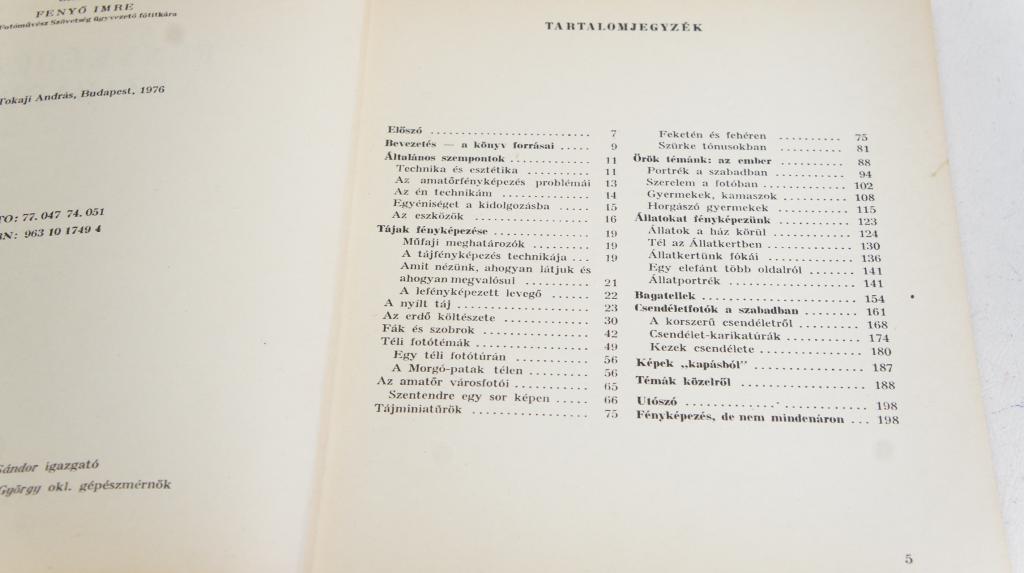 FENYŐ IMRE
Fotóművész Szövetség ügyvezető főtitkára
Tokaji András, Budapest, 1976
TO: 77.047 74.051
BN: 963 10 1749 4
Sándor igazgató
György okl. gépészmérnök
TARTALOMJEGYZÉK
Előszó 7
Bevezetés — a könyv forrásai 9
Általános szempontok 11
Technika és esztétika 11
Az amatőrfényképezés problémái 13
Az én technikám 14
Egyéniséget a kidolgozásba 15
Az eszközök 16
Tájak fényképezése 19
Műfaji meghatározók 19
A tájfényképezés technikája 19
Amit nézünk, ahogyan látjuk és
ahogyan megvalósul 21
A lefényképezett levegő 22
A nyílt táj 23
Az erdő költészete 30
Fák és szobrok 42
Téli fotótémák 49
Egy téli fotótúrán 56
A Morgó-patak télen 56
Az amatőr városfotói 65
Szentendre egy sor képen 66
Tájminiatűrök 75
Feketén és fehéren 75
Szürke tónusokban 81
Örök témánk: az ember 88
Portrék a szabadban 94
Szerelem a fotóban 102
Gyermekek, kamaszok 108
Horgászó gyermekek 115
Állatokat fényképezünk 123
Állatok a ház körül 124
Tél az Állatkertben 130
Állatkertünk fókái 136
Egy elefánt több oldalról 141
Állatportrék 141
Bagatellek 154
Csendéletfotók a szabadban 161
A korszerű csendéletről 168
Csendélet-karikatúrák 174
Kezek csendélete 180
Képek „kapásból” 187
Témák közelről 188
Utószó 198
Fényképezés, de nem mindenáron 198
5